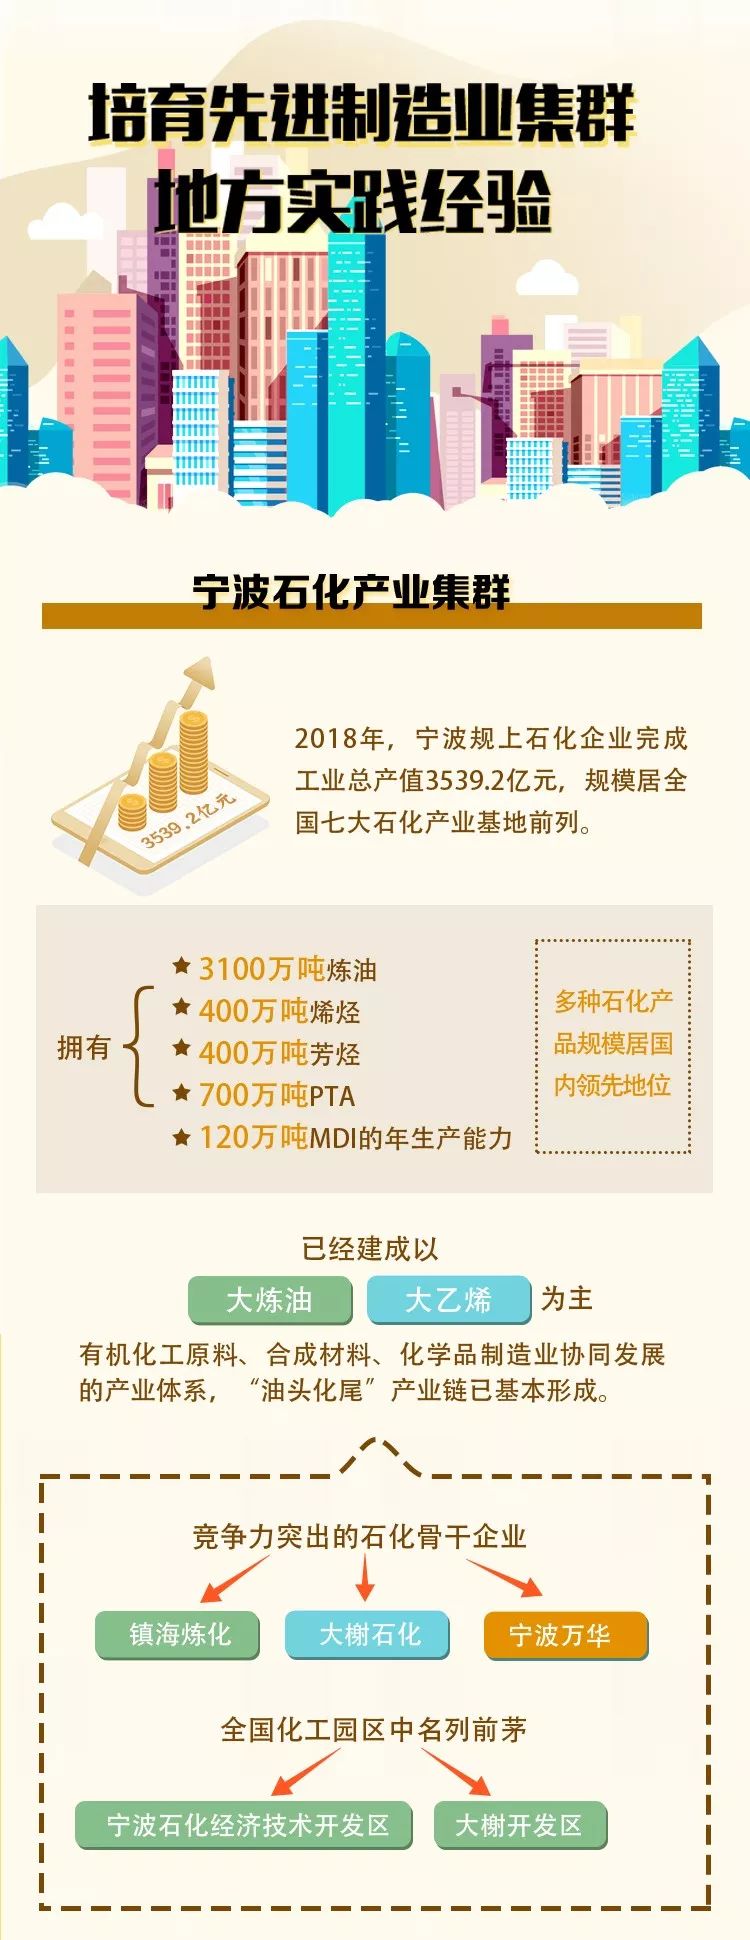 培育先进制造业集群
地方实践经验
宁波石化产业集群
3539.2亿元
2018年，宁波规上石化企业完成
工业总产值3539.2亿元，规模居全
国七大石化产业基地前列。
拥有
3100万吨炼油
400万吨烯烃
400万吨芳烃
700万吨PTA
120万吨MDI的年生产能力
多种石化产
品规模居国
内领先地位
已经建成以
大炼油 大乙烯 为主
有机化工原料、合成材料、化学品制造业协同发展
的产业体系，“油头化尾”产业链已基本形成。
竞争力突出的石化骨干企业
镇海炼化 大榭石化 宁波万华
全国化工园区中名列前茅
宁波石化经济技术开发区 大榭开发区